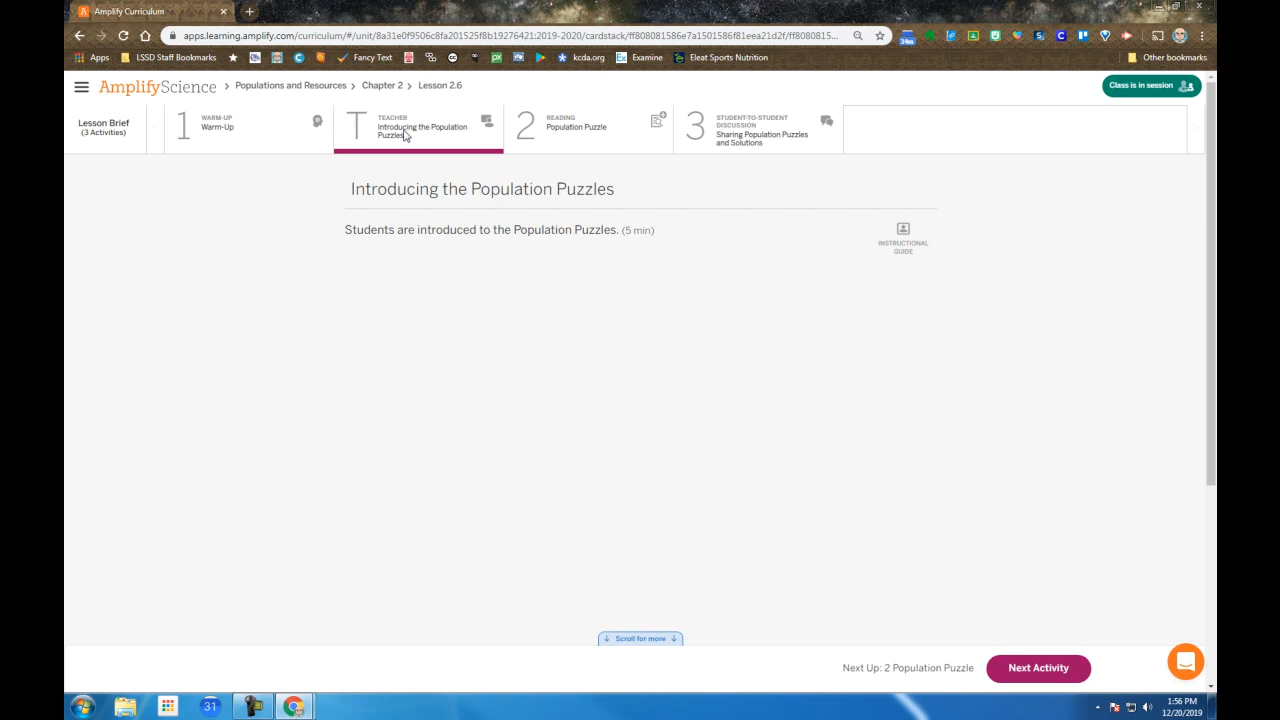 Amplify Curriculum
apps.learning.amplify.com/curriculum/#/unit/8a31e0f9506c8fa201525f8b19276421:2019-2020/cardstack/ff808081586e7a1501586f81eea21d2f/ff8080815...
Apps LSSD Staff Bookmarks Fancy Text kcda.org Examine Eleat Sports Nutrition Other bookmarks
AmplifyScience > Populations and Resources > Chapter 2 > Lesson 2.6
Class is in session
Lesson Brief
(3 Activities)
1
WARM-UP
Warm-Up
T
TEACHER
Introducing the Population
Puzzles
2
READING
Population Puzzle
3
STUDENT-TO-STUDENT
DISCUSSION
Sharing Population Puzzles
and Solutions
Introducing the Population Puzzles
Students are introduced to the Population Puzzles. (5 min)
INSTRUCTIONAL
GUIDE
Scroll for more
Next Up: 2 Population Puzzle
Next Activity
31
1:56 PM
12/20/2019